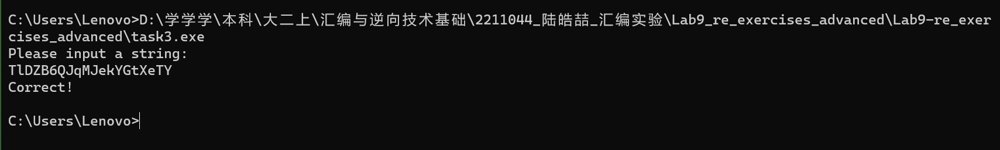 C:\Users\Lenovo>D:\学学学\本科\大二上\汇编与逆向技术基础\2211044_陆皓喆_汇编实验\Lab9_re_exercises_advanced\Lab9-re_exer
cises_advanced\task3.exe
Please input a string:
TlDZB6QJqMJekYGtXeTY
Correct!
C:\Users\Lenovo>